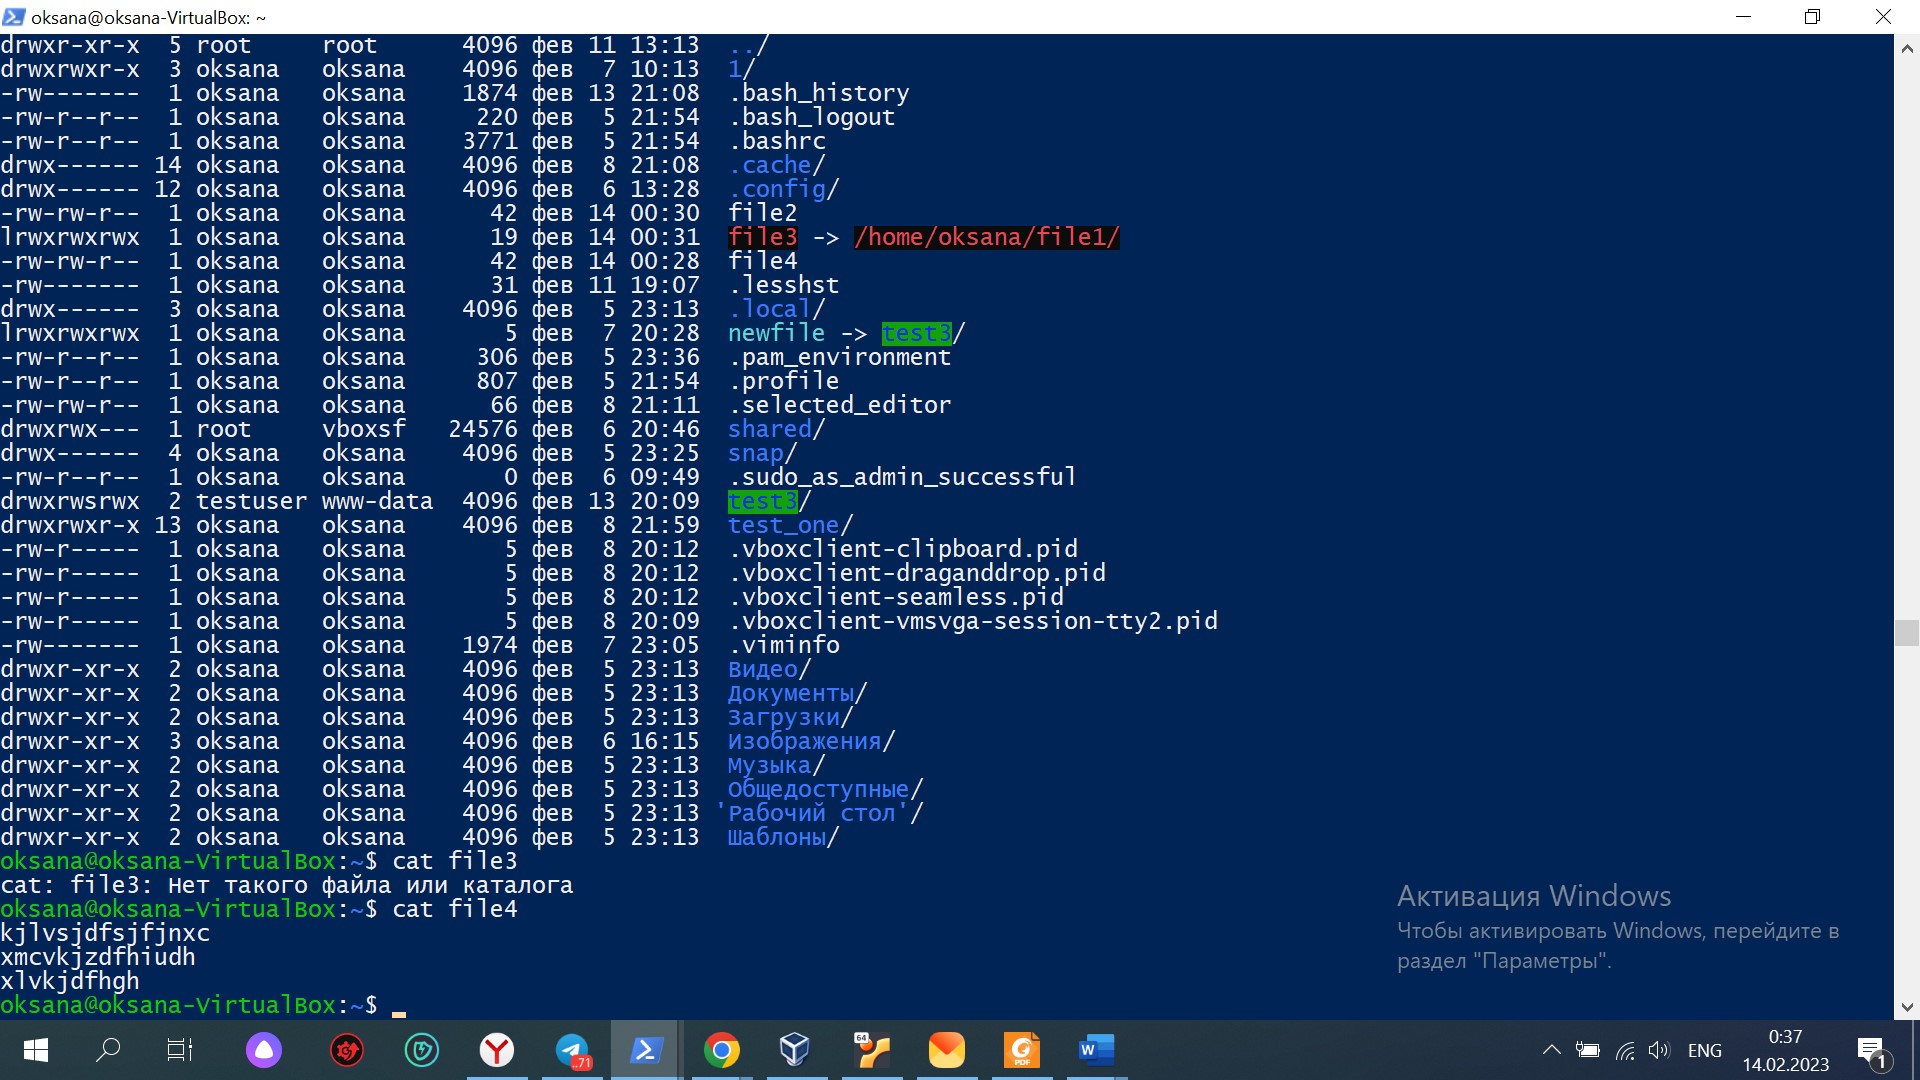 oksana@oksana-VirtualBox: ~
drwxr-xr-x  5 root     root      4096 фев 11 13:13  ../
drwxrwxr-x  3 oksana   oksana    4096 фев  7 10:13  1/
-rw-------  1 oksana   oksana    1874 фев 13 21:08  .bash_history
-rw-r--r--  1 oksana   oksana     220 фев  5 21:54  .bash_logout
-rw-r--r--  1 oksana   oksana    3771 фев  5 21:54  .bashrc
drwx------ 14 oksana   oksana    4096 фев  8 21:08  .cache/
drwx------ 12 oksana   oksana    4096 фев  6 13:28  .config/
-rw-rw-r--  1 oksana   oksana      42 фев 14 00:30  file2
lrwxrwxrwx  1 oksana   oksana      19 фев 14 00:31  file3 -> /home/oksana/file1/
-rw-rw-r--  1 oksana   oksana      42 фев 14 00:28  file4
-rw-------  1 oksana   oksana      31 фев 11 19:07  .lesshst
drwx------  3 oksana   oksana    4096 фев  5 23:13  .local/
lrwxrwxrwx  1 oksana   oksana       5 фев  7 20:28  newfile -> test3/
-rw-r--r--  1 oksana   oksana     306 фев  5 23:36  .pam_environment
-rw-r--r--  1 oksana   oksana     807 фев  5 21:54  .profile
-rw-rw-r--  1 oksana   oksana      66 фев  8 21:11  .selected_editor
drwxrwx---  1 root     vboxsf   24576 фев  6 20:46  shared/
drwx------  4 oksana   oksana    4096 фев  5 23:25  snap/
-rw-r--r--  1 oksana   oksana       0 фев  6 09:49  .sudo_as_admin_successful
drwxrwsrwx  2 testuser www-data  4096 фев 13 20:09  test3/
drwxrwxr-x 13 oksana   oksana    4096 фев  8 21:59  test_one/
-rw-r-----  1 oksana   oksana       5 фев  8 20:12  .vboxclient-clipboard.pid
-rw-r-----  1 oksana   oksana       5 фев  8 20:12  .vboxclient-draganddrop.pid
-rw-r-----  1 oksana   oksana       5 фев  8 20:12  .vboxclient-seamless.pid
-rw-r-----  1 oksana   oksana       5 фев  8 20:09  .vboxclient-vmsvga-session-tty2.pid
-rw-------  1 oksana   oksana    1974 фев  7 23:05  .viminfo
drwxr-xr-x  2 oksana   oksana    4096 фев  5 23:13  Видео/
drwxr-xr-x  2 oksana   oksana    4096 фев  5 23:13  Документы/
drwxr-xr-x  2 oksana   oksana    4096 фев  5 23:13  Загрузки/
drwxr-xr-x  3 oksana   oksana    4096 фев  6 16:15  Изображения/
drwxr-xr-x  2 oksana   oksana    4096 фев  5 23:13  Музыка/
drwxr-xr-x  2 oksana   oksana    4096 фев  5 23:13  Общедоступные/
drwxr-xr-x  2 oksana   oksana    4096 фев  5 23:13 'Рабочий стол'/
drwxr-xr-x  2 oksana   oksana    4096 фев  5 23:13  Шаблоны/
oksana@oksana-VirtualBox:~$ cat file3
cat: file3: Нет такого файла или каталога
oksana@oksana-VirtualBox:~$ cat file4
kjlvsjdfsjfjnxc
xmcvkjzdfhiudh
xlvkjdfhgh
oksana@oksana-VirtualBox:~$
Активация Windows
Чтобы активировать Windows, перейдите в
раздел "Параметры".
..71
64
PDF
W
ENG
0:37
14.02.2023
1